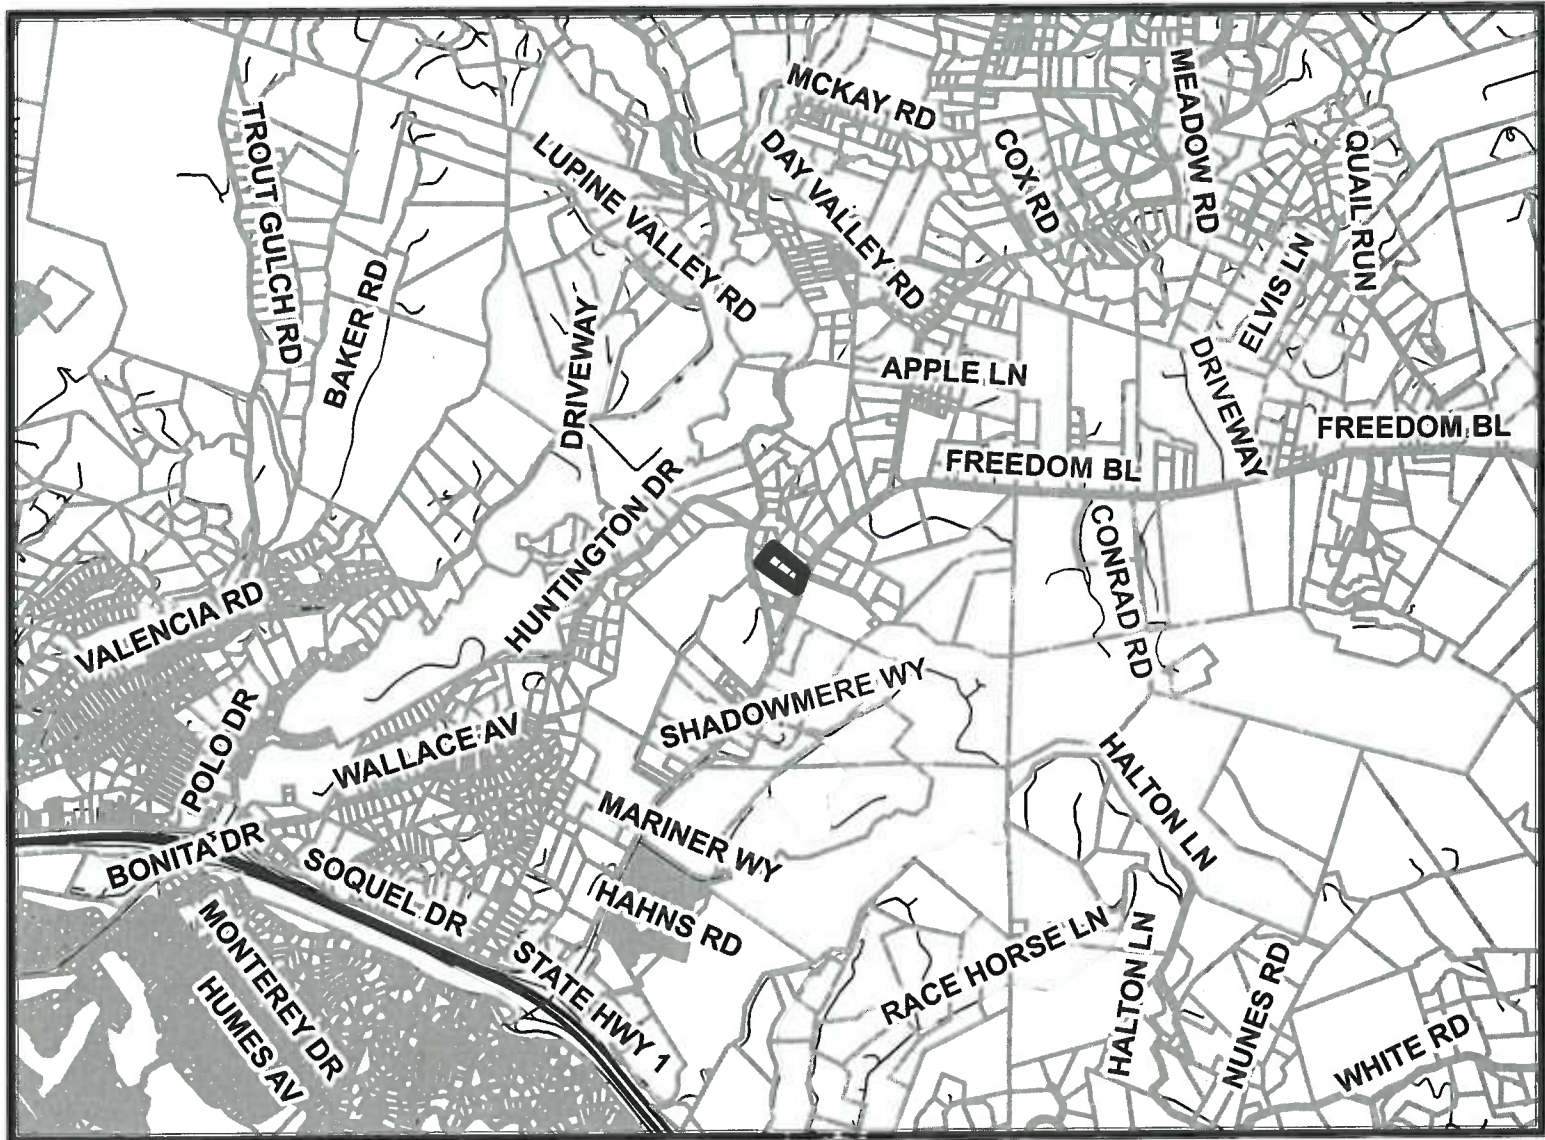 MCKAY RD
MEADOW RD
TROUT GULCH RD
LUPINE VALLEY RD
DAY VALLEY RD
COX RD
QUAIL RUN
BAKER RD
ELVIS LN
DRIVEWAY
APPLE LN
DRIVEWAY
FREEDOM BL
FREEDOM BL
HUNTINGTON DR
CONRAD RD
VALENCIA RD
SHADOWMERE WY
POLO DR
WALLACE AV
HALTON LN
MARINER WY
BONITA DR
SOQUEL DR
HAHNS RD
STATE HWY 1
RACE HORSE LN
HALTON LN
MONTEREY DR
HUMES AV
NUNES RD
WHITE RD